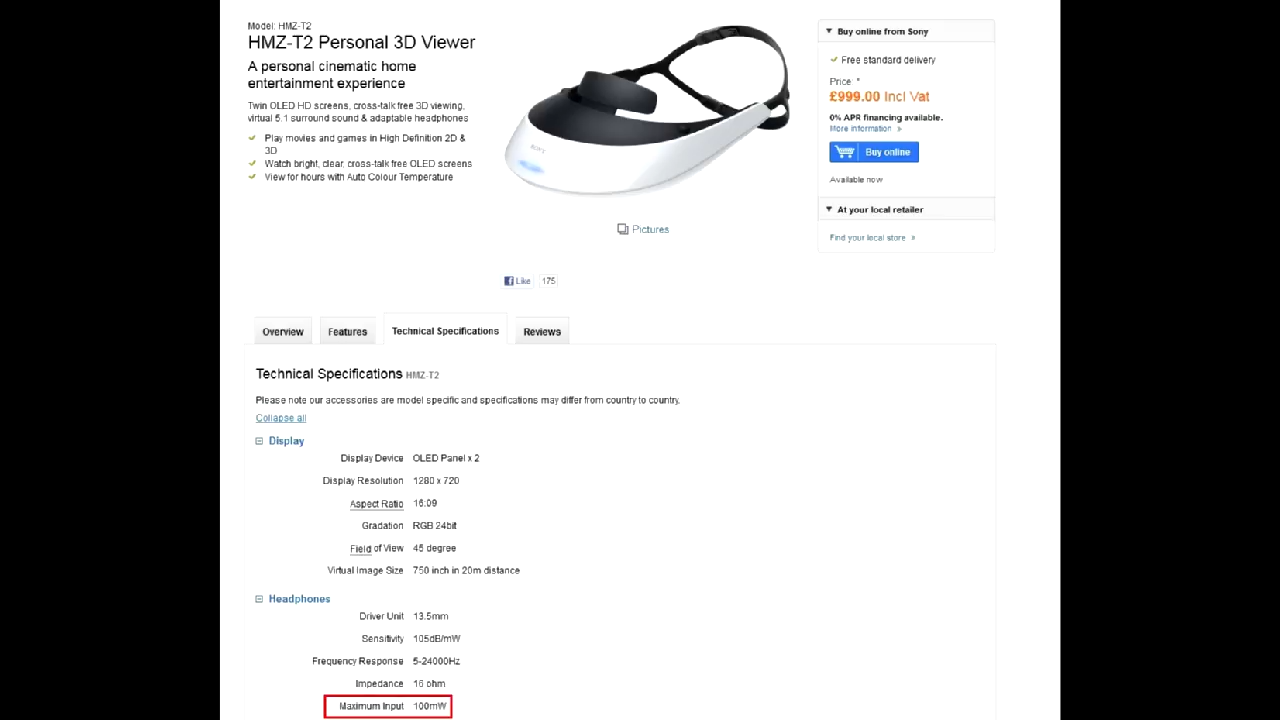 Model: HMZ-T2
HMZ-T2 Personal 3D Viewer
A personal cinematic home
entertainment experience
Twin OLED HD screens, cross-talk free 3D viewing,
virtual 5.1 surround sound & adaptable headphones
Play movies and games in High Definition 2D &
3D
Watch bright, clear, cross-talk free OLED screens
View for hours with Auto Colour Temperature
SONY
Pictures
Like 175
Buy online from Sony
Free standard delivery
Price: *
£999.00 Incl Vat
0% APR financing available.
More information »
Buy online
Available now
At your local retailer
Find your local store »
Overview Features Technical Specifications Reviews
Technical Specifications HMZ-T2
Please note our accessories are model specific and specifications may differ from country to country.
Collapse all
Display
Display Device OLED Panel x 2
Display Resolution 1280 x 720
Aspect Ratio 16:09
Gradation RGB 24bit
Field of View 45 degree
Virtual Image Size 750 inch in 20m distance
Headphones
Driver Unit 13.5mm
Sensitivity 105dB/mW
Frequency Response 5-24000Hz
Impedance 16 ohm
Maximum Input 100mW